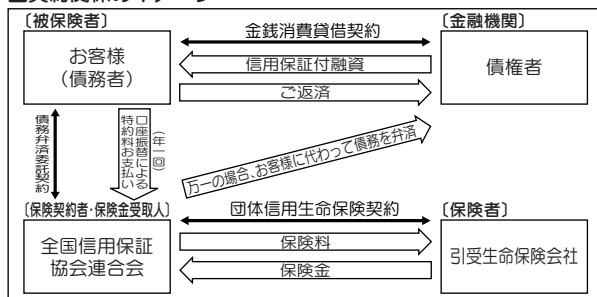 〔被保険者〕
お客様
(債務者)
金銭消費貸借契約
信用保証付融資
ご返済
〔金融機関〕
債権者
債務弁済委託契約
口座振替による
特約料お支払い
(年一回)
万一の場合、お客様に代わって債務を弁済
〔保険契約者・保険金受取人〕
全国信用保証
協会連合会
団体信用生命保険契約
保険料
保険金
〔保険者〕
引受生命保険会社